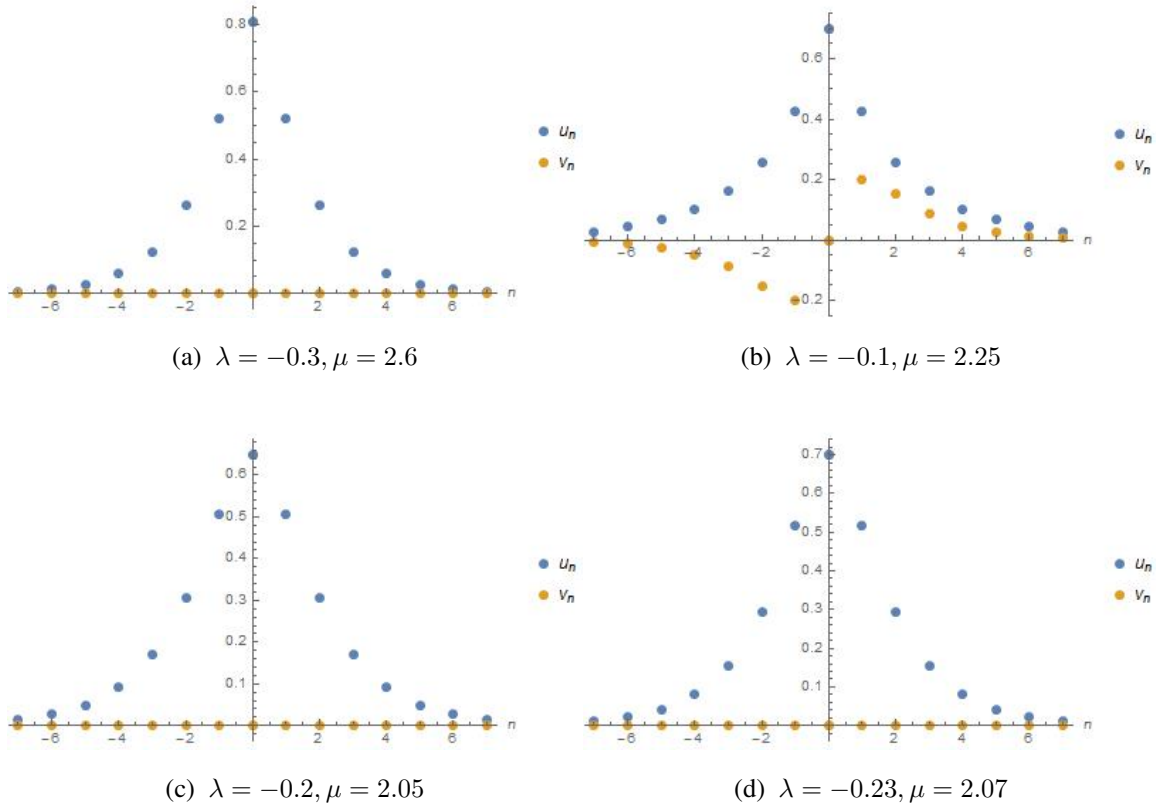 0.8
0.6
0.4
0.2
-6 -4 -2 2 4 6 n
u_n
v_n
(a) λ = −0.3, μ = 2.6
0.6
0.4
0.2
-6 -4 -2 2 4 6 n
-0.2
u_n
v_n
(b) λ = −0.1, μ = 2.25
0.6
0.5
0.4
0.3
0.2
0.1
-6 -4 -2 2 4 6 n
u_n
v_n
(c) λ = −0.2, μ = 2.05
0.7
0.6
0.5
0.4
0.3
0.2
0.1
-6 -4 -2 2 4 6 n
u_n
v_n
(d) λ = −0.23, μ = 2.07